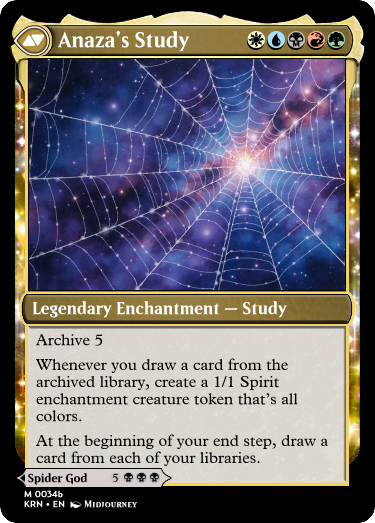 Anaza's Study
Legendary Enchantment — Study
Archive 5
Whenever you draw a card from the
archived library, create a 1/1 Spirit
enchantment creature token that's all
colors.
At the beginning of your end step, draw a
card from each of your libraries.
Spider God 5
M 0034b
KRN • EN Midjourney